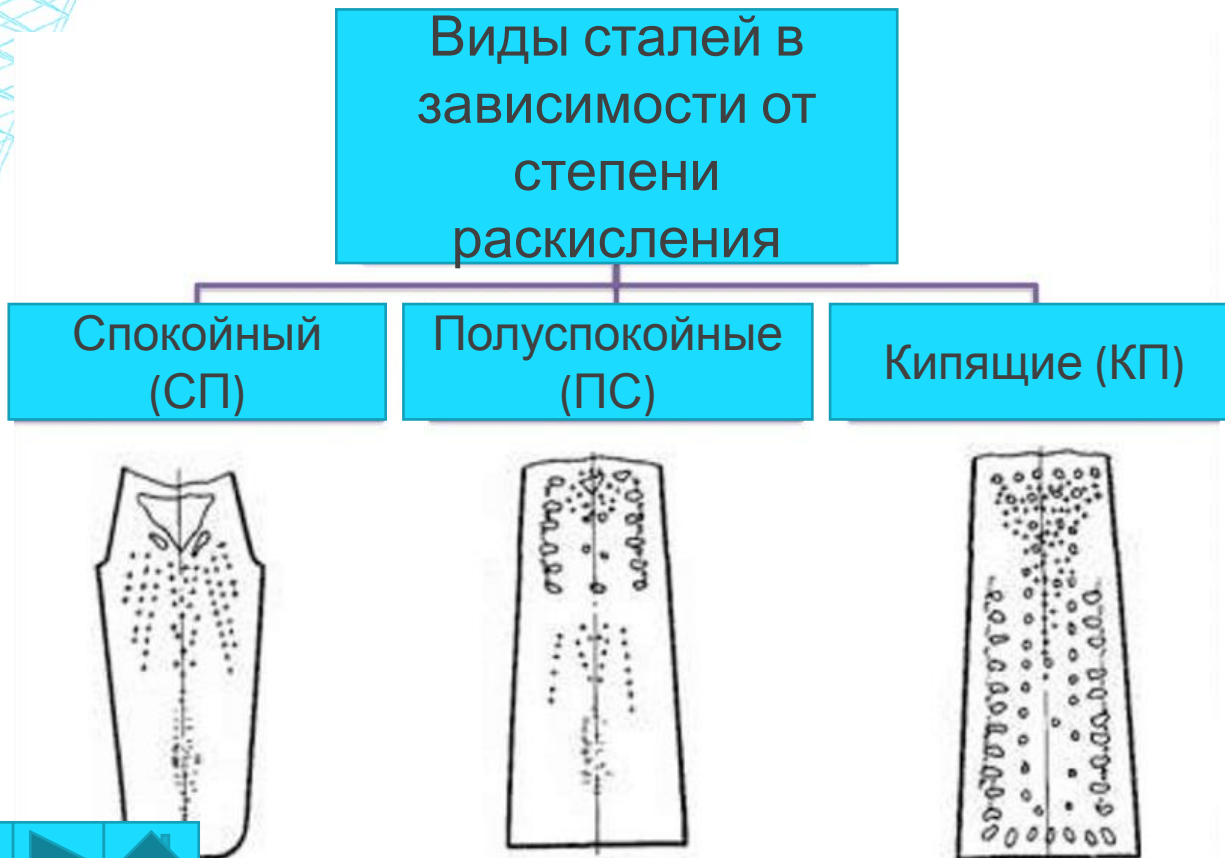 Виды сталей в
зависимости от
степени
раскисления
Спокойный
(СП)
Полуспокойные
(ПС)
Кипящие (КП)